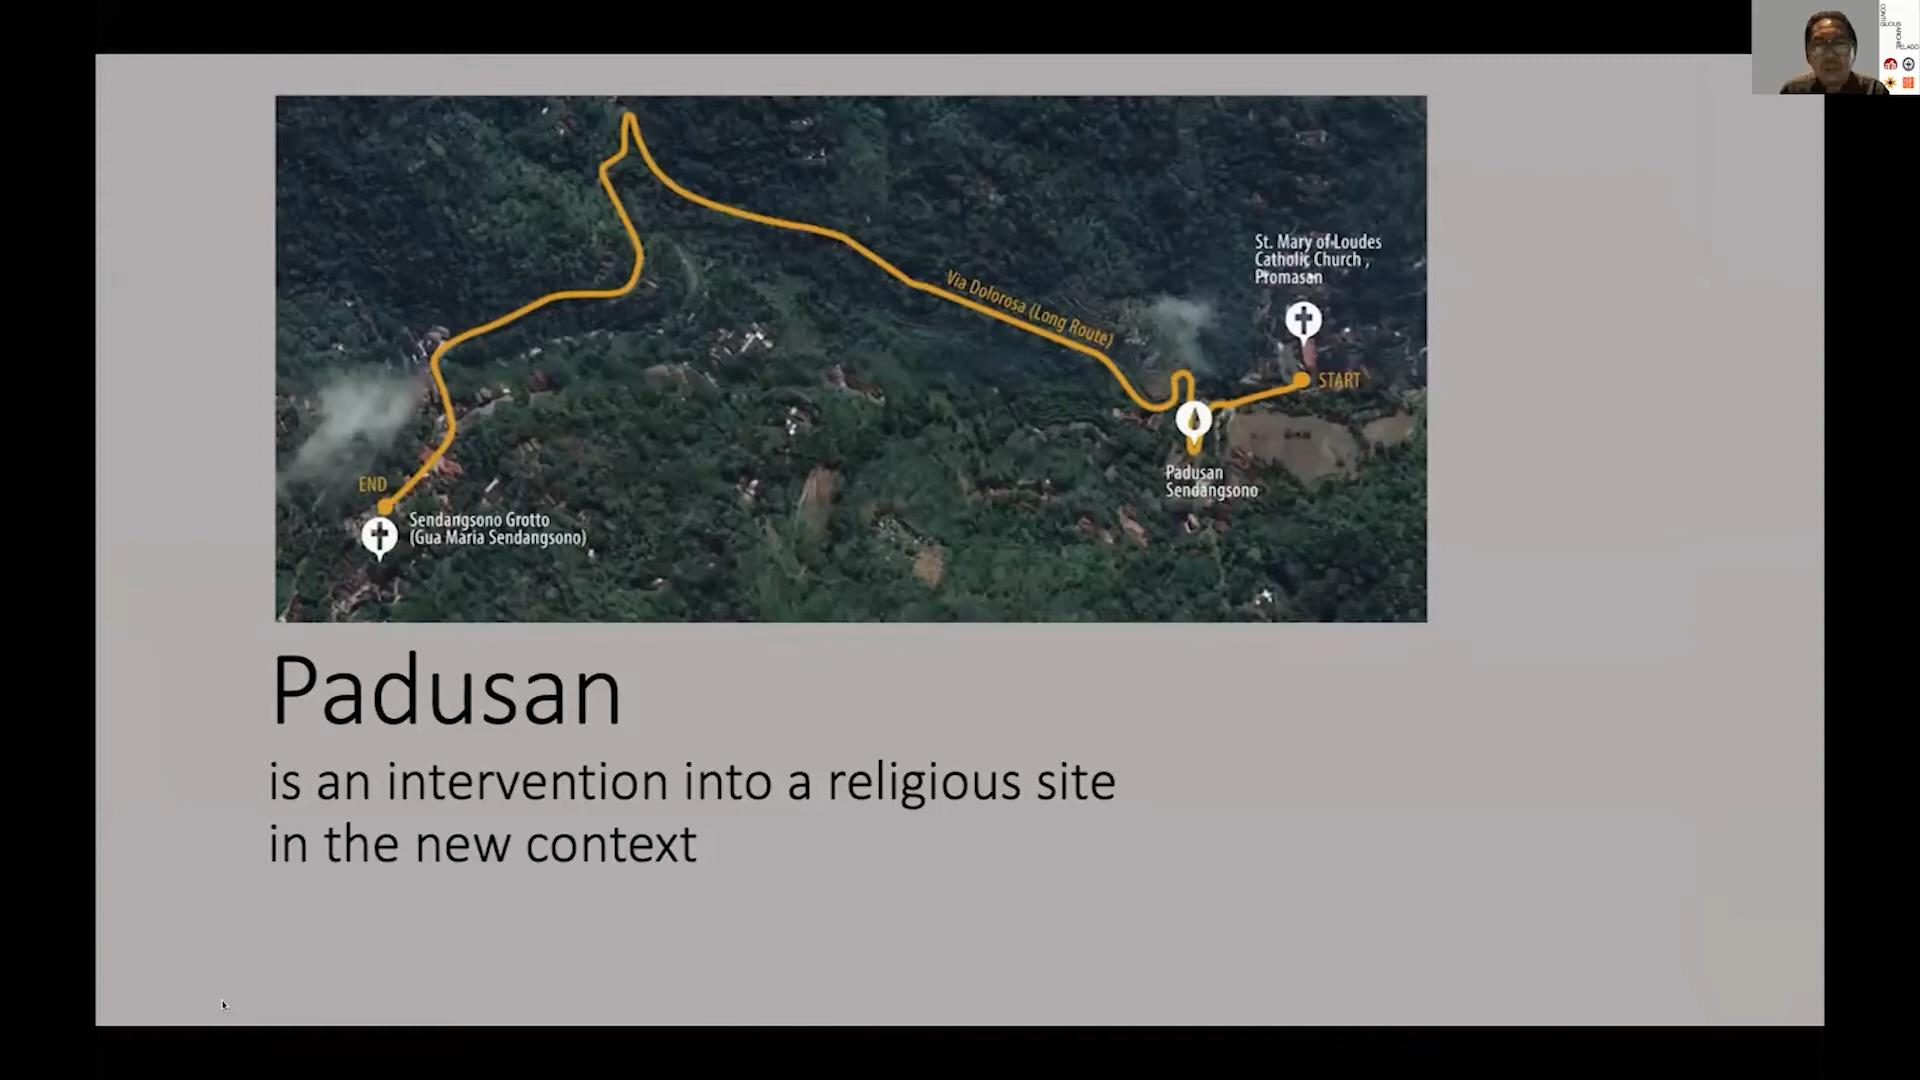 St. Mary of Loudes
Catholic Church ,
Promasan
Via Dolorosa (Long Route)
START
Padusan
Sendangsono
END
Sendangsono Grotto
(Gua Maria Sendangsono)
Padusan
is an intervention into a religious site
in the new context